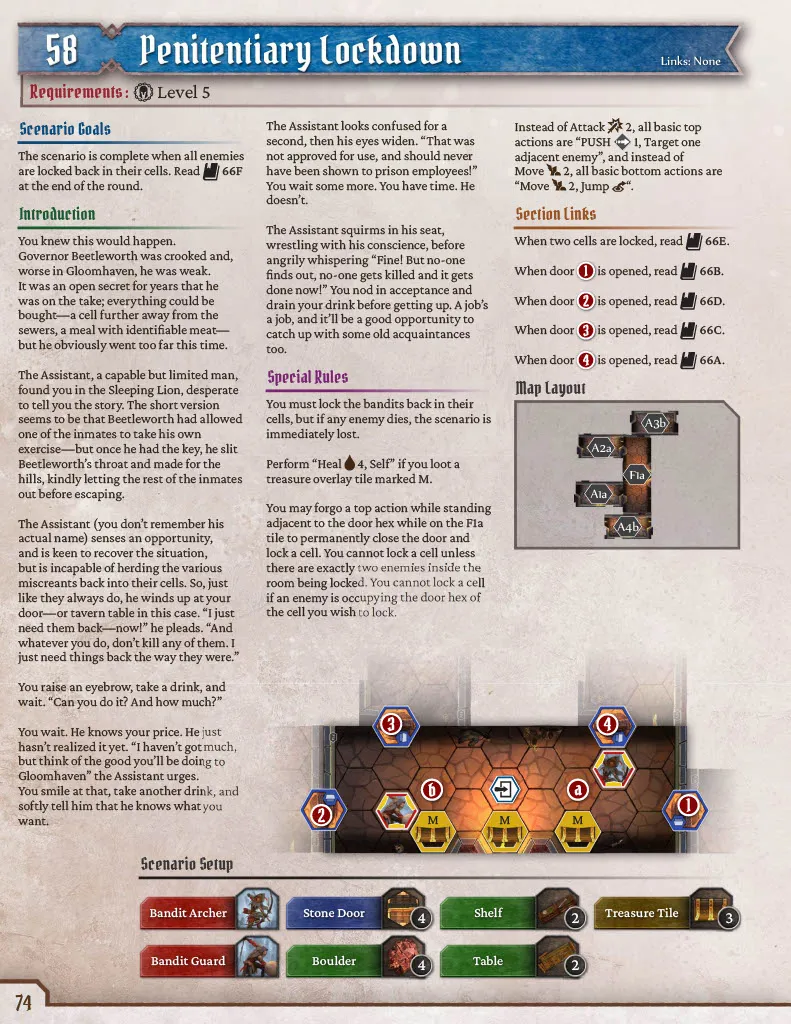 58
Penitentiary Lockdown
Links: None
Requirements: Level 5
Scenario Goals
The scenario is complete when all enemies
are locked back in their cells. Read 66F
at the end of the round.
Introduction
You knew this would happen.
Governor Beetleworth was crooked and,
worse in Gloomhaven, he was weak.
It was an open secret for years that he
was on the take; everything could be
bought—a cell further away from the
sewers, a meal with identifiable meat—
but he obviously went too far this time.
The Assistant, a capable but limited man,
found you in the Sleeping Lion, desperate
to tell you the story. The short version
seems to be that Beetleworth had allowed
one of the inmates to take his own
exercise—but once he had the key, he slit
Beetleworth's throat and made for the
hills, kindly letting the rest of the inmates
out before escaping.
The Assistant (you don't remember his
actual name) senses an opportunity,
and is keen to recover the situation,
but is incapable of herding the various
miscreants back into their cells. So, just
like they always do, he winds up at your
door—or tavern table in this case. "I just
need them back—now!" he pleads. "And
whatever you do, don't kill any of them. I
just need things back the way they were."
You raise an eyebrow, take a drink, and
wait. "Can you do it? And how much?"
You wait. He knows your price. He just
hasn't realized it yet. "I haven't got much,
but think of the good you'll be doing to
Gloomhaven" the Assistant urges.
You smile at that, take another drink, and
softly tell him that he knows what you
want.
The Assistant looks confused for a
second, then his eyes widen. "That was
not approved for use, and should never
have been shown to prison employees!"
You wait some more. You have time. He
doesn't.
The Assistant squirms in his seat,
wrestling with his conscience, before
angrily whispering "Fine! But no-one
finds out, no-one gets killed and it gets
done now!" You nod in acceptance and
drain your drink before getting up. A job's
a job, and it'll be a good opportunity to
catch up with some old acquaintances
too.
Special Rules
You must lock the bandits back in their
cells, but if any enemy dies, the scenario is
immediately lost.
Perform "Heal 4, Self" if you loot a
treasure overlay tile marked M.
You may forgo a top action while standing
adjacent to the door hex while on the F1a
tile to permanently close the door and
lock a cell. You cannot lock a cell unless
there are exactly two enemies inside the
room being locked. You cannot lock a cell
if an enemy is occupying the door hex of
the cell you wish to lock.
Instead of Attack 2, all basic top
actions are "PUSH 1, Target one
adjacent enemy", and instead of
Move 2, all basic bottom actions are
"Move 2, Jump ".
Section Links
When two cells are locked, read 66E.
When door 1 is opened, read 66B.
When door 2 is opened, read 66D.
When door 3 is opened, read 66C.
When door 4 is opened, read 66A.
Map Layout
A3b
A2a
F1a
A1a
A4b
3
4
b
a
2
1
M
M
M
Scenario Setup
Bandit Archer
Stone Door
4
Shelf
2
Treasure Tile
3
Bandit Guard
Boulder
4
Table
2
74